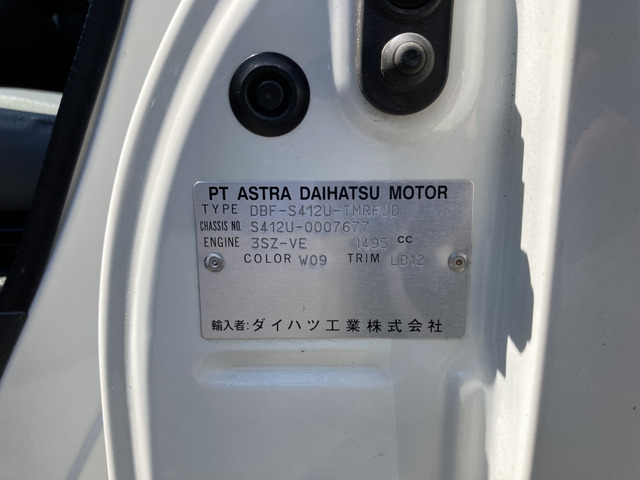 PT ASTRA DAIHATSU MOTOR
TYPE DBF-S412U-TMRFJD
CHASSIS NO. S412U-0007677
ENGINE 3SZ-VE 1495 CC
COLOR W09 TRIM LB12
輸入者: ダイハツ工業株式会社